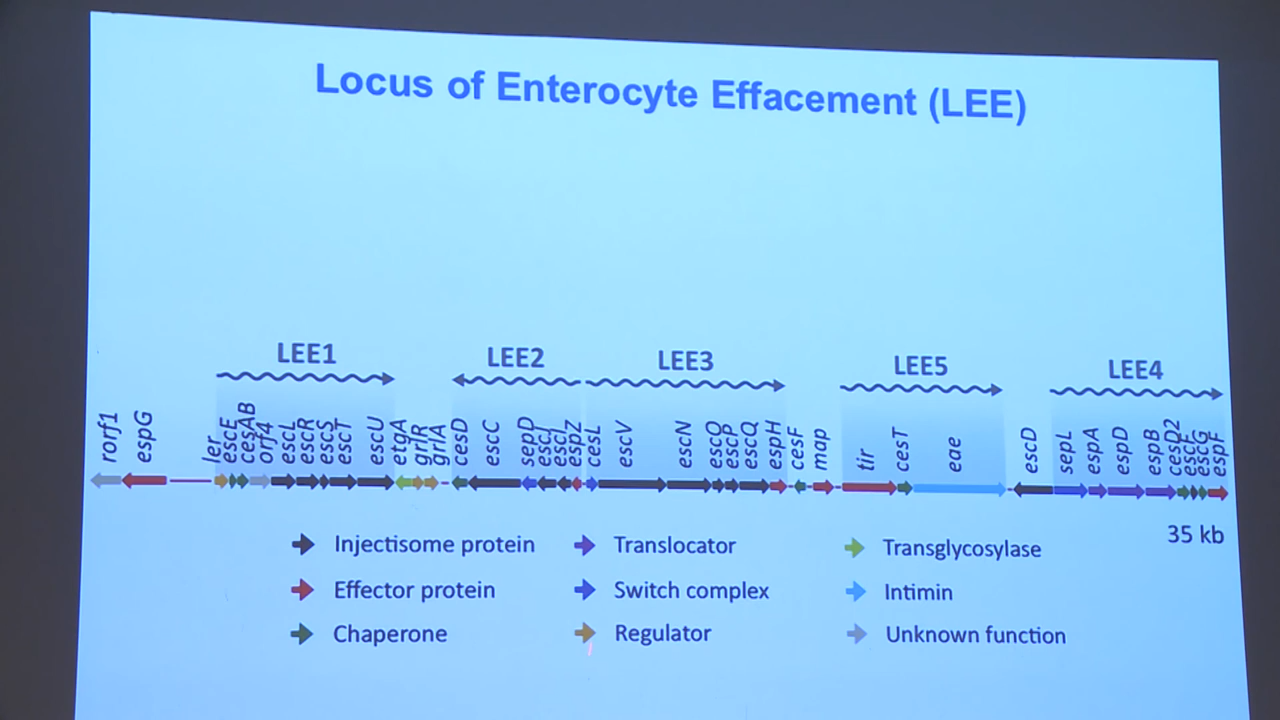 Locus of Enterocyte Effacement (LEE)
LEE1 LEE2 LEE3 LEE5 LEE4
rorf1 espG ler escE cesAB orf4 escL escR escS escT escU etgA grlR grlA cesD escC sepD escJ escI espZ cesL escV escN escO escP escQ espH cesF map tir cesT eae escD sepL espA espD espB cesD2 escF escG espF
35 kb
Injectisome protein Translocator Transglycosylase
Effector protein Switch complex Intimin
Chaperone Regulator Unknown function